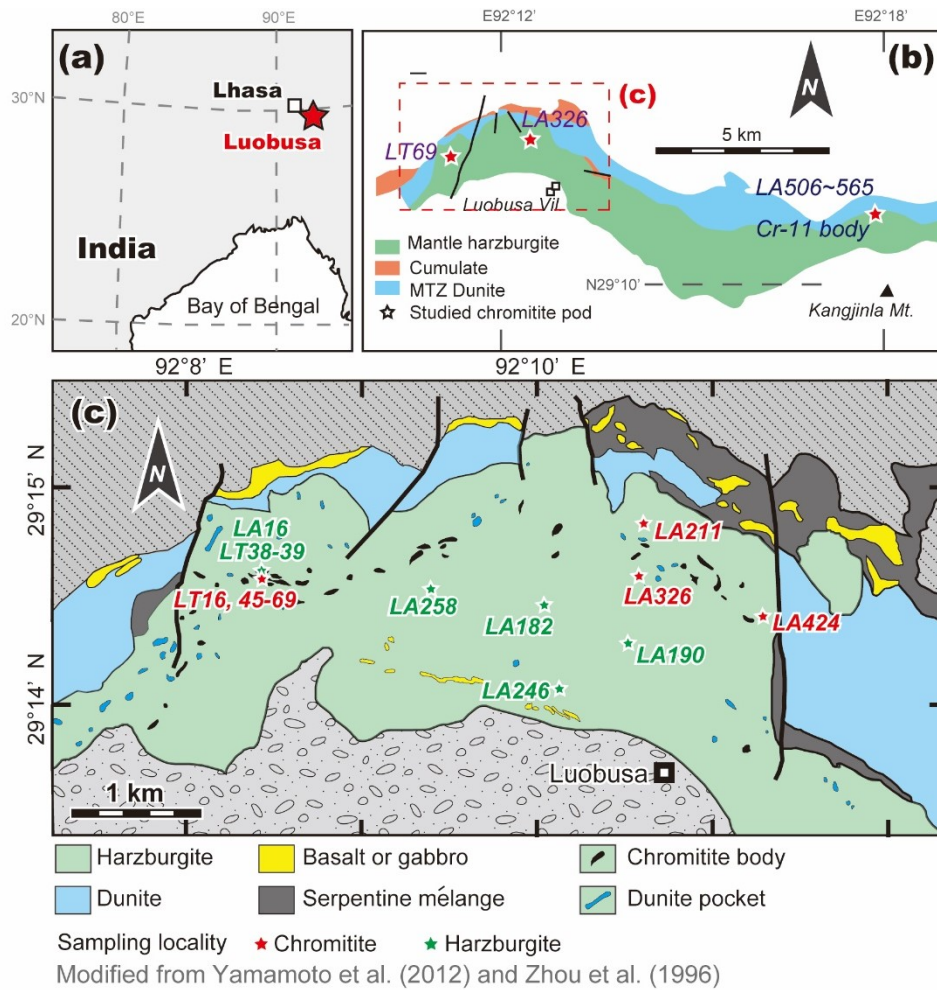 80°E
90°E
(a)
30°N
Lhasa
Luobusa
India
Bay of Bengal
20°N
E92°12'
E92°18'
(b)
N
(c)
LA326
LT69
5 km
LA506~565
Luobusa Vil.
Cr-11 body
Mantle harzburgite
Cumulate
MTZ Dunite
Studied chromitite pod
N29°10'
Kangjinla Mt.
92°8' E
92°10' E
(c)
N
29°15' N
LA16
LT38-39
LA211
LT16, 45-69
LA258
LA326
LA182
LA424
LA190
LA246
29°14' N
Luobusa
1 km
Harzburgite
Basalt or gabbro
Chromitite body
Dunite
Serpentine mélange
Dunite pocket
Sampling locality
Chromitite
Harzburgite
Modified from Yamamoto et al. (2012) and Zhou et al. (1996)